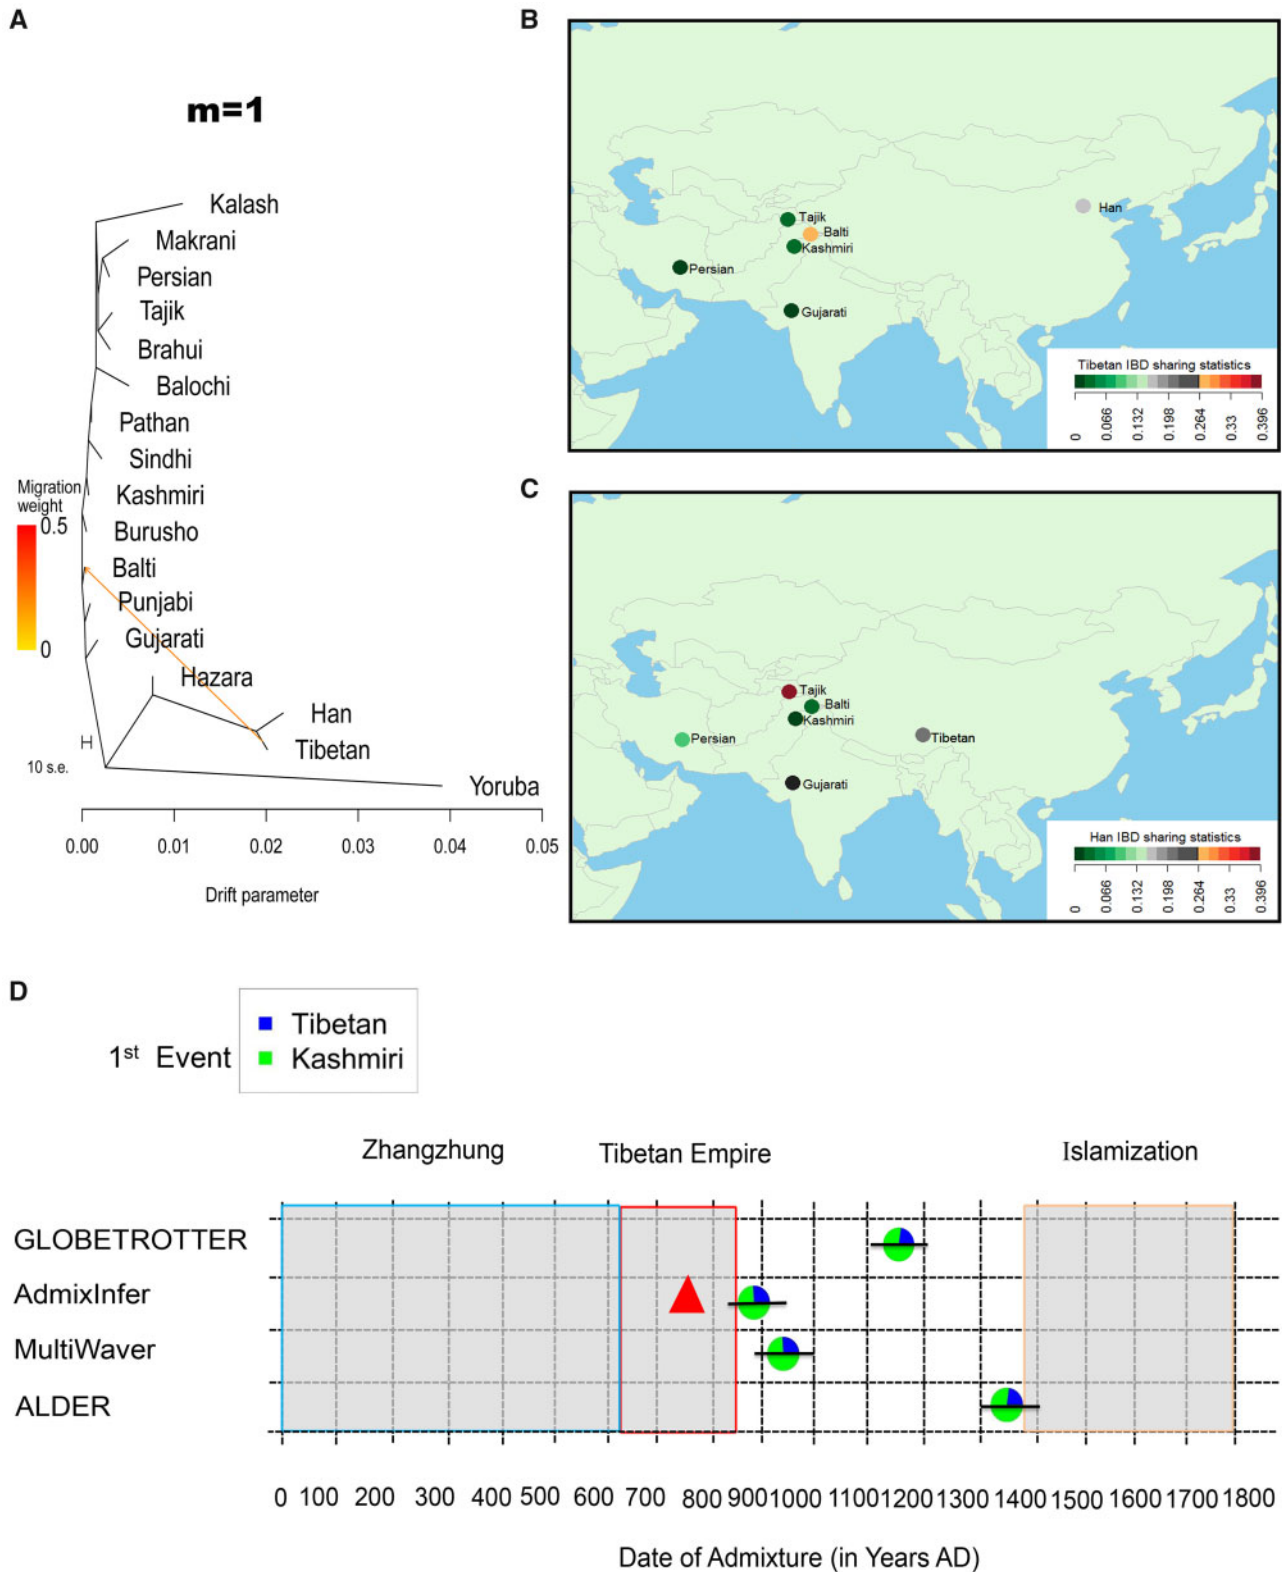 A
m=1
Kalash
Makrani
Persian
Tajik
Brahui
Balochi
Pathan
Sindhi
Kashmiri
Burusho
Balti
Punjabi
Gujarati
Hazara
Han
Tibetan
Yoruba
Migration
weight
0.5
0
10 s.e.
0.00 0.01 0.02 0.03 0.04 0.05
Drift parameter
B
Tajik
Balti
Kashmiri
Persian
Gujarati
Han
Tibetan IBD sharing statistics
0 0.066 0.132 0.198 0.264 0.33 0.396
C
Tajik
Balti
Kashmiri
Persian
Tibetan
Gujarati
Han IBD sharing statistics
0 0.066 0.132 0.198 0.264 0.33 0.396
D
1st Event
Tibetan
Kashmiri
Zhangzhung Tibetan Empire Islamization
GLOBETROTTER
AdmixInfer
MultiWaver
ALDER
0 100 200 300 400 500 600 700 800 900 1000 1100 1200 1300 1400 1500 1600 1700 1800
Date of Admixture (in Years AD)